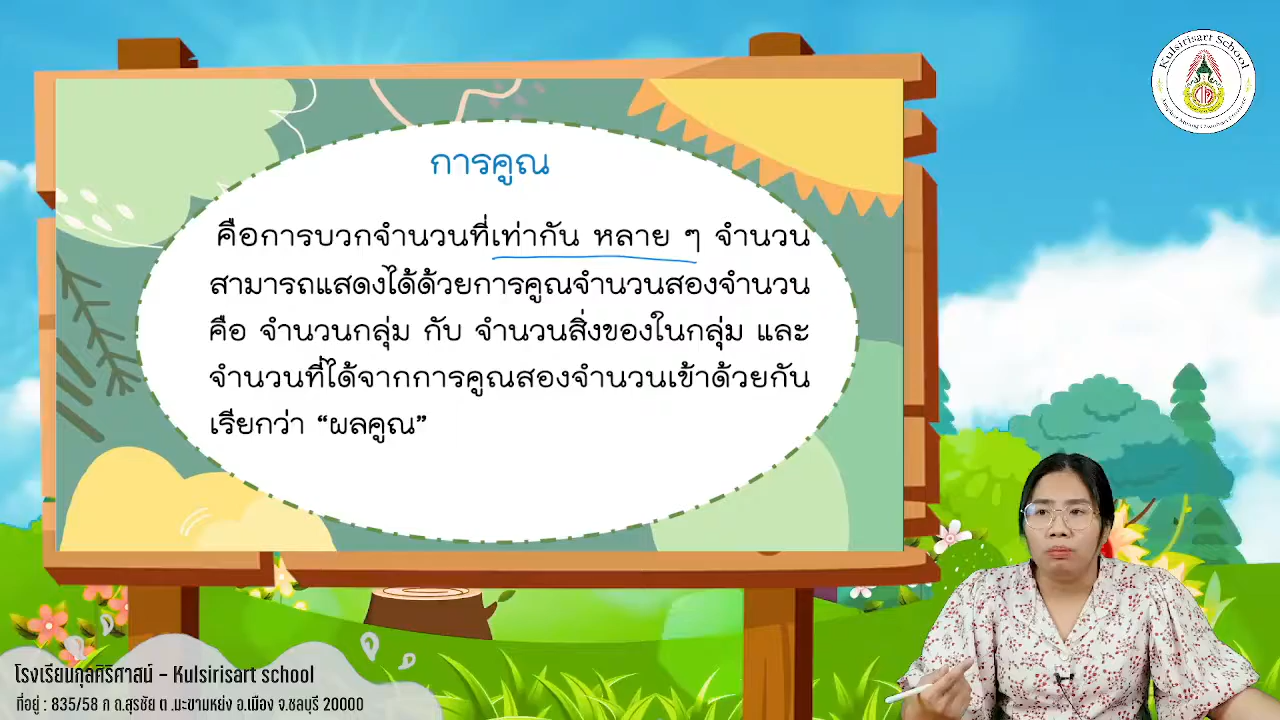 การคูณ
คือการบวกจำนวนที่เท่ากัน หลาย ๆ จำนวน
สามารถแสดงได้ด้วยการคูณจำนวนสองจำนวน
คือ จำนวนกลุ่ม กับ จำนวนสิ่งของในกลุ่ม และ
จำนวนที่ได้จากการคูณสองจำนวนเข้าด้วยกัน
เรียกว่า “ผลคูณ”
Kulsirisart School
โรงเรียนกุลศิริศาสน์ - Kulsirisart school
ที่อยู่ : 835/58 ก ถ.สุรชัย ต .มะขามหย่ง อ.เมือง จ.ชลบุรี 20000